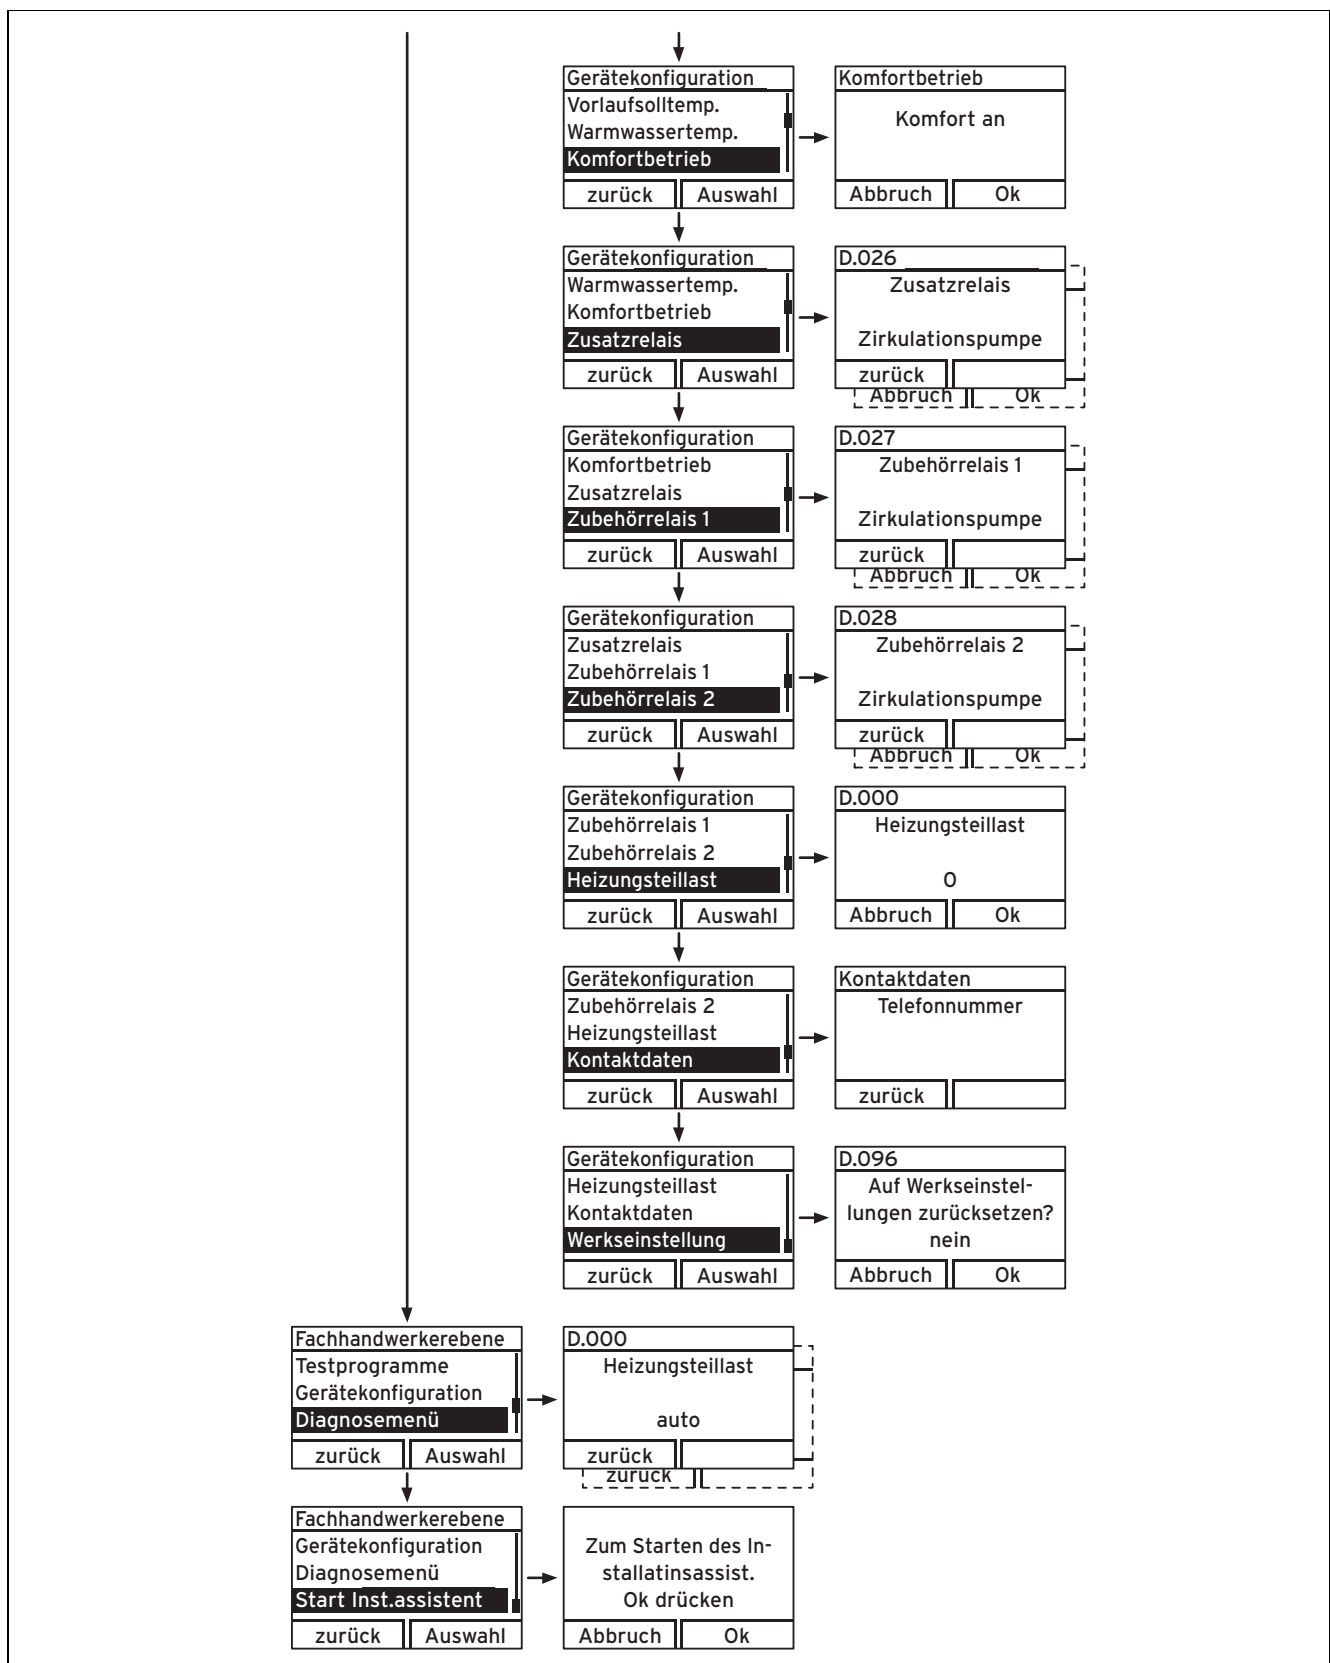 Gerätekonfiguration
Vorlaufsolltemp.
Warmwassertemp.
Komfortbetrieb
zurück Auswahl
Komfortbetrieb
Komfort an
Abbruch Ok
Gerätekonfiguration
Warmwassertemp.
Komfortbetrieb
Zusatzrelais
zurück Auswahl
D.026
Zusatzrelais
Zirkulationspumpe
zurück
Abbruch Ok
Gerätekonfiguration
Komfortbetrieb
Zusatzrelais
Zubehörrelais 1
zurück Auswahl
D.027
Zubehörrelais 1
Zirkulationspumpe
zurück
Abbruch Ok
Gerätekonfiguration
Zusatzrelais
Zubehörrelais 1
Zubehörrelais 2
zurück Auswahl
D.028
Zubehörrelais 2
Zirkulationspumpe
zurück
Abbruch Ok
Gerätekonfiguration
Zubehörrelais 1
Zubehörrelais 2
Heizungsteillast
zurück Auswahl
D.000
Heizungsteillast
0
Abbruch Ok
Gerätekonfiguration
Zubehörrelais 2
Heizungsteillast
Kontaktdaten
zurück Auswahl
Kontaktdaten
Telefonnummer
zurück
Gerätekonfiguration
Heizungsteillast
Kontaktdaten
Werkseinstellung
zurück Auswahl
D.096
Auf Werkseinstel-
lungen zurücksetzen?
nein
Abbruch Ok
Fachhandwerkerebene
Testprogramme
Gerätekonfiguration
Diagnosemenü
zurück Auswahl
D.000
Heizungsteillast
auto
zurück
zurück
Fachhandwerkerebene
Gerätekonfiguration
Diagnosemenü
Start Inst.assistent
zurück Auswahl
Zum Starten des In-
stallatinsassist.
Ok drücken
Abbruch Ok